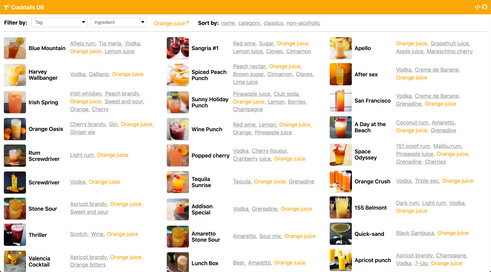 Cocktails DB
Filter by: Tag Ingredient Orange juice x Sort by: name, category, classics, non-alcoholic
Blue Mountain
Añejo rum, Tia maria, Vodka,
Orange juice, Lemon juice
Harvey
Wallbanger
Vodka, Galliano, Orange juice
Irish Spring
Irish whiskey, Peach brandy,
Orange juice, Sweet and sour,
Orange, Cherry
Orange Oasis
Cherry brandy, Gin, Orange juice,
Ginger ale
Rum
Screwdriver
Light rum, Orange juice
Screwdriver
Vodka, Orange juice
Stone Sour
Apricot brandy, Orange juice,
Sweet and sour
Thriller
Scotch, Wine, Orange juice
Valencia
Cocktail
Apricot brandy, Orange juice,
Orange bitters
Sangria #1
Red wine, Sugar, Orange juice,
Lemon juice, Cloves, Cinnamon
Spiced Peach
Punch
Peach nectar, Orange juice,
Brown sugar, Cinnamon, Cloves,
Lime juice
Sunny Holiday
Punch
Pineapple juice, Club soda,
Orange juice, Lemon, Berries,
Champagne
Wine Punch
Red wine, Lemon, Orange juice,
Orange, Pineapple juice
Popped cherry
Vodka, Cherry liqueur,
Cranberry juice, Orange juice
Tequila
Sunrise
Tequila, Orange juice, Grenadine
Addison
Special
Vodka, Grenadine, Orange juice
Amaretto
Stone Sour
Amaretto, Sour mix, Orange juice
Lunch Box
Beer, Amaretto, Orange juice
Apello
Orange juice, Grapefruit juice,
Apple juice, Maraschino cherry
After sex
Vodka, Creme de Banane,
Orange juice
San Francisco
Vodka, Creme de Banane,
Grenadine, Orange juice
A Day at the
Beach
Coconut rum, Amaretto,
Orange juice, Grenadine
Space
Odyssey
151 proof rum, Malibu rum,
Pineapple juice, Orange juice,
Grenadine, Cherries
Orange Crush
Vodka, Triple sec, Orange juice
155 Belmont
Dark rum, Light rum, Vodka,
Orange juice
Quick-sand
Black Sambuca, Orange juice
Apricot punch
Apricot brandy, Champagne,
Vodka, 7-Up, Orange juice